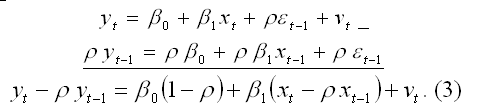 yₜ = β₀ + β₁xₜ + ρεₜ₋₁ + vₜ –
ρ yₜ₋₁ = ρ β₀ + ρ β₁xₜ₋₁ + ρ εₜ₋₁
yₜ − ρ yₜ₋₁ = β₀(1 − ρ) + β₁(xₜ − ρ xₜ₋₁) + vₜ . (3)